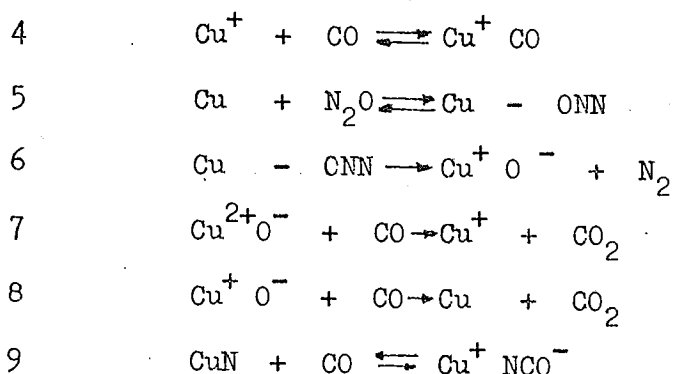 4 Cu⁺ + CO ⇌ Cu⁺ CO
5 Cu + N₂O ⇌ Cu - ONN
6 Cu - ONN → Cu⁺ O⁻ + N₂
7 Cu²⁺O⁻ + CO → Cu⁺ + CO₂
8 Cu⁺ O⁻ + CO → Cu + CO₂
9 CuN + CO ⇆ Cu⁺ NCO⁻